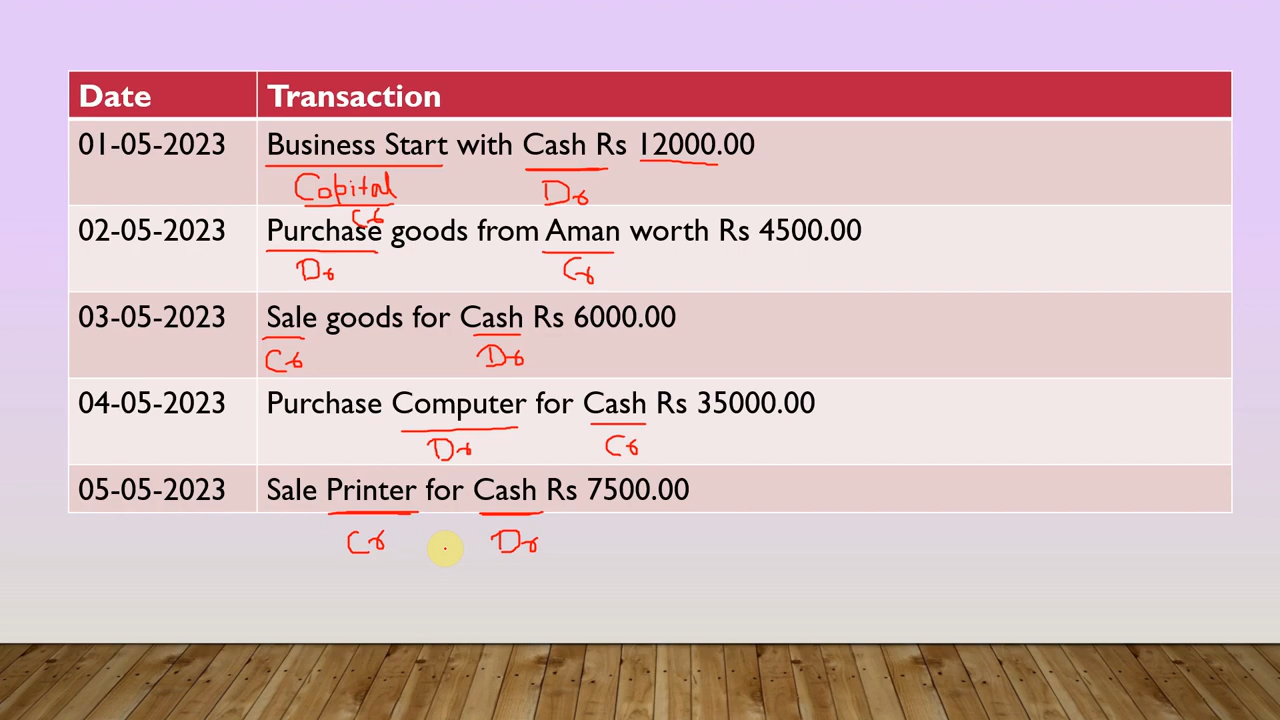 Date Transaction
01-05-2023 Business Start with Cash Rs 12000.00
Capital Dr
Cr
02-05-2023 Purchase goods from Aman worth Rs 4500.00
Dr Cr
03-05-2023 Sale goods for Cash Rs 6000.00
Cr Dr
04-05-2023 Purchase Computer for Cash Rs 35000.00
Dr Cr
05-05-2023 Sale Printer for Cash Rs 7500.00
Cr Dr